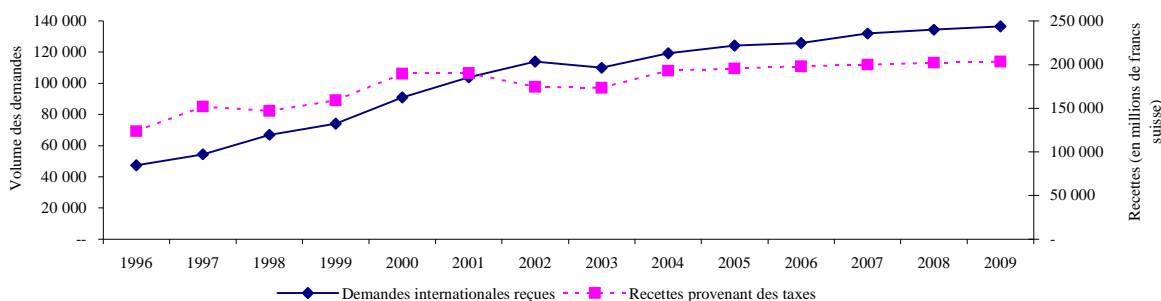 140 000
120 000
100 000
80 000
60 000
40 000
20 000
--
Volume des demandes
250 000
200 000
150 000
100 000
50 000
-
Recettes (en millions de francs
suisse)
1996 1997 1998 1999 2000 2001 2002 2003 2004 2005 2006 2007 2008 2009
Demandes internationales reçues Recettes provenant des taxes